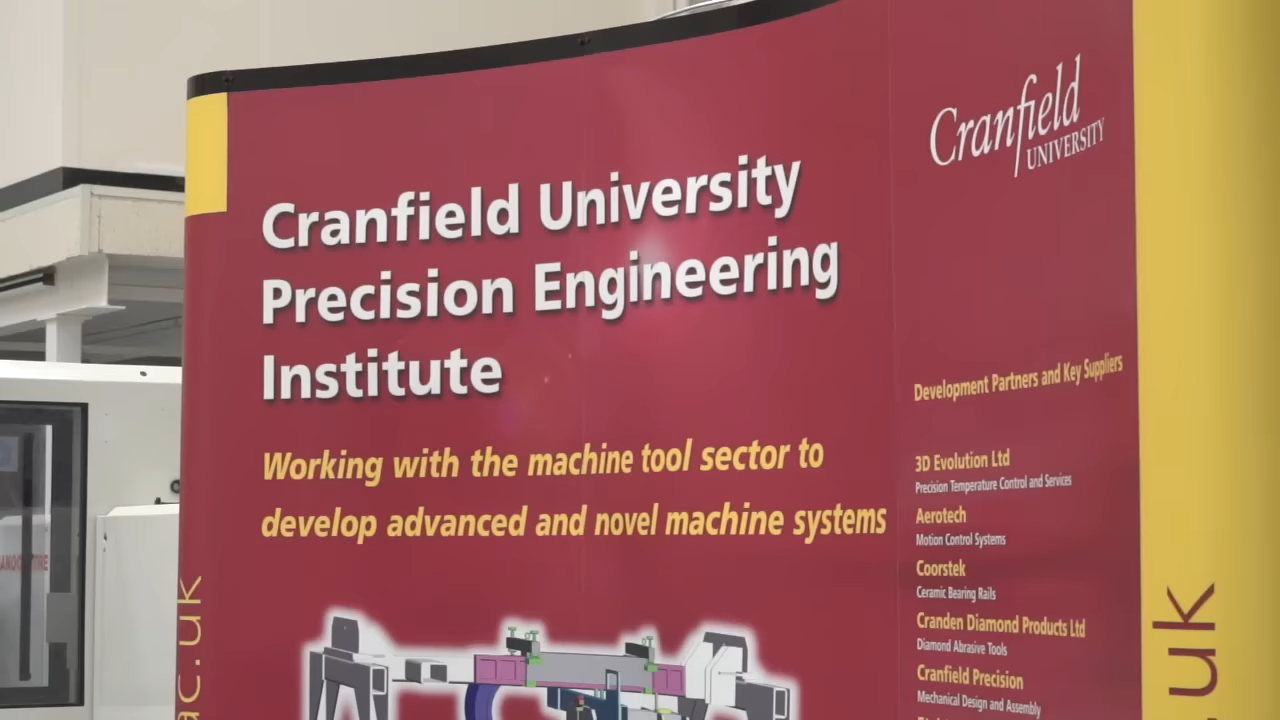 Cranfield University
Precision Engineering
Institute
Working with the machine tool sector to
develop advanced and novel machine systems
Cranfield
UNIVERSITY
Development Partners and Key Suppliers
3D Evolution Ltd
Precision Temperature Control and Services
Aerotech
Motion Control Systems
Coorstek
Ceramic Bearing Rails
Cranden Diamond Products Ltd
Diamond Abrasive Tools
Cranfield Precision
Mechanical Design and Assembly
ac.uk
.uk